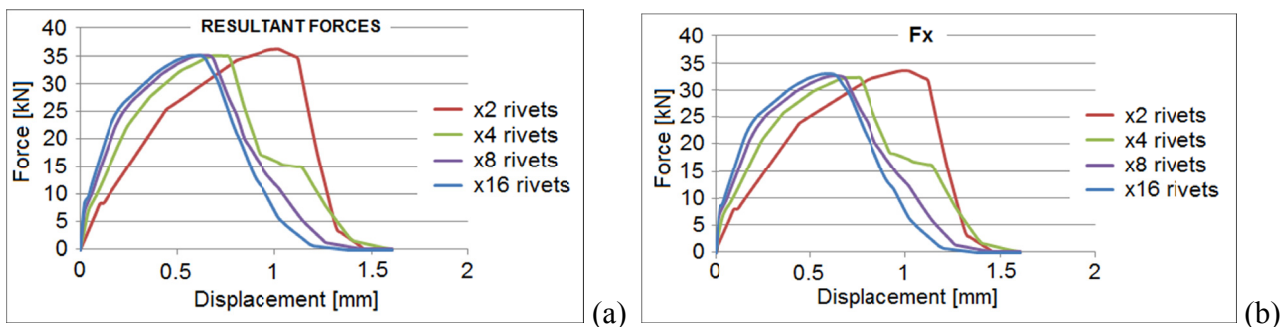 RESULTANT FORCES
Force [kN]
40
35
30
25
20
15
10
5
0
0
0.5
1
1.5
2
Displacement [mm]
x2 rivets
x4 rivets
x8 rivets
x16 rivets
(a)
Fx
Force [kN]
40
35
30
25
20
15
10
5
0
0
0.5
1
1.5
2
Displacement [mm]
x2 rivets
x4 rivets
x8 rivets
x16 rivets
(b)